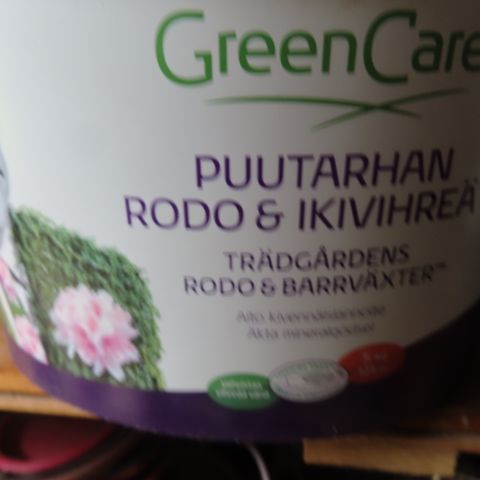 GreenCare
PUUTARHAN
RODO & IKIVIHREÄ
TRÄDGÅRDENS
RODO & BARRVÄXTER™
Aito kivennäislannoite
Äkta mineralgödsel